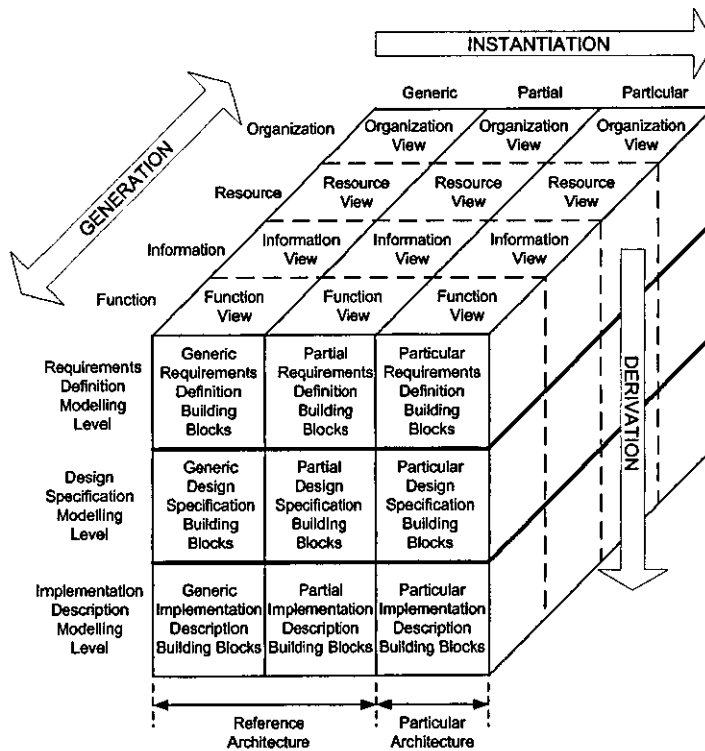 INSTANTIATION
Generic Partial Particular
Organization
Organization View
Organization View
Organization View
GENERATION
Resource
Resource View
Resource View
Resource View
Information
Information View
Information View
Information View
Function
Function View
Function View
Function View
DERIVATION
Requirements
Definition
Modelling
Level
Generic
Requirements
Definition
Building
Blocks
Partial
Requirements
Definition
Building
Blocks
Particular
Requirements
Definition
Building
Blocks
Design
Specification
Modelling
Level
Generic
Design
Specification
Building
Blocks
Partial
Design
Specification
Building
Blocks
Particular
Design
Specification
Building
Blocks
Implementation
Description
Modelling
Level
Generic
Implementation
Description
Building Blocks
Partial
Implementation
Description
Building Blocks
Particular
Implementation
Description
Building Blocks
Reference
Architecture
Particular
Architecture